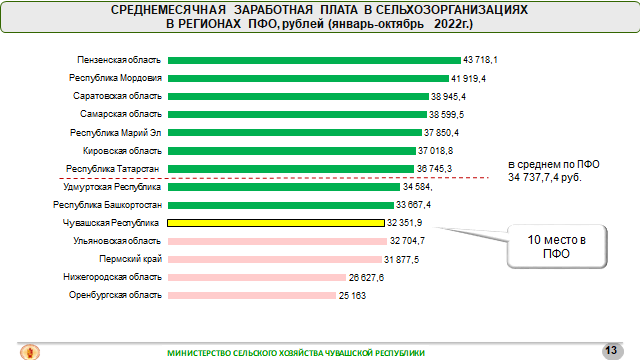 СРЕДНЕМЕСЯЧНАЯ ЗАРАБОТНАЯ ПЛАТА В СЕЛЬХОЗОРГАНИЗАЦИЯХ
В РЕГИОНАХ ПФО, рублей (январь-октябрь 2022г.)
Пензенская область 43 718,1
Республика Мордовия 41 919,4
Саратовская область 38 945,4
Самарская область 38 599,5
Республика Марий Эл 37 850,4
Кировская область 37 018,8
Республика Татарстан 36 745,3
в среднем по ПФО
34 737,7,4 руб.
Удмуртская Республика 34 584,
Республика Башкортостан 33 667,4
Чувашская Республика 32 351,9
Ульяновская область 32 704,7
10 место в
ПФО
Пермский край 31 877,5
Нижегородская область 26 627,6
Оренбургская область 25 163
МИНИСТЕРСТВО СЕЛЬСКОГО ХОЗЯЙСТВА ЧУВАШСКОЙ РЕСПУБЛИКИ
13